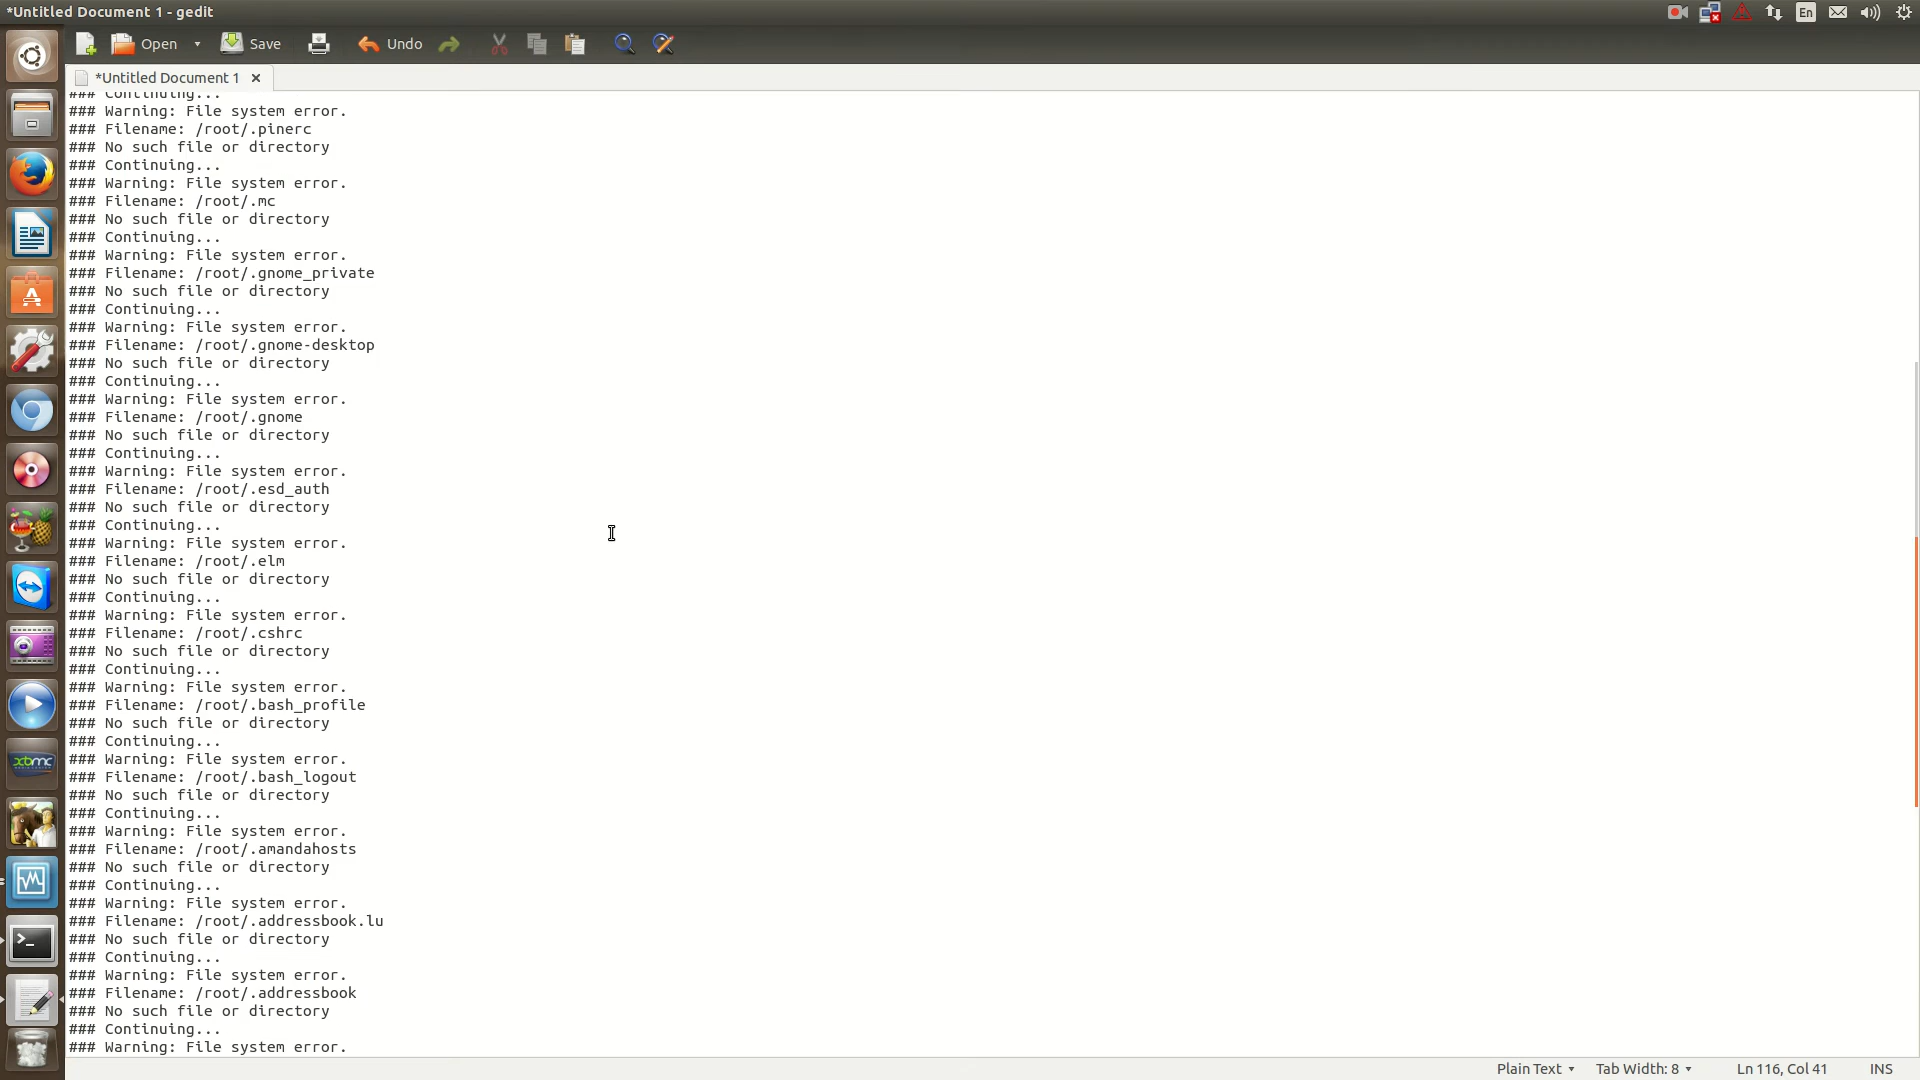 *Untitled Document 1 - gedit
En
Open
Save
Undo
*Untitled Document 1
### Continuing...
### Warning: File system error.
### Filename: /root/.pinerc
### No such file or directory
### Continuing...
### Warning: File system error.
### Filename: /root/.mc
### No such file or directory
### Continuing...
### Warning: File system error.
### Filename: /root/.gnome_private
### No such file or directory
### Continuing...
### Warning: File system error.
### Filename: /root/.gnome-desktop
### No such file or directory
### Continuing...
### Warning: File system error.
### Filename: /root/.gnome
### No such file or directory
### Continuing...
### Warning: File system error.
### Filename: /root/.esd_auth
### No such file or directory
### Continuing...
### Warning: File system error.
### Filename: /root/.elm
### No such file or directory
### Continuing...
### Warning: File system error.
### Filename: /root/.cshrc
### No such file or directory
### Continuing...
### Warning: File system error.
### Filename: /root/.bash_profile
### No such file or directory
### Continuing...
### Warning: File system error.
### Filename: /root/.bash_logout
### No such file or directory
### Continuing...
### Warning: File system error.
### Filename: /root/.amandahosts
### No such file or directory
### Continuing...
### Warning: File system error.
### Filename: /root/.addressbook.lu
### No such file or directory
### Continuing...
### Warning: File system error.
### Filename: /root/.addressbook
### No such file or directory
### Continuing...
### Warning: File system error.
xbmc
Plain Text
Tab Width: 8
Ln 116, Col 41
INS